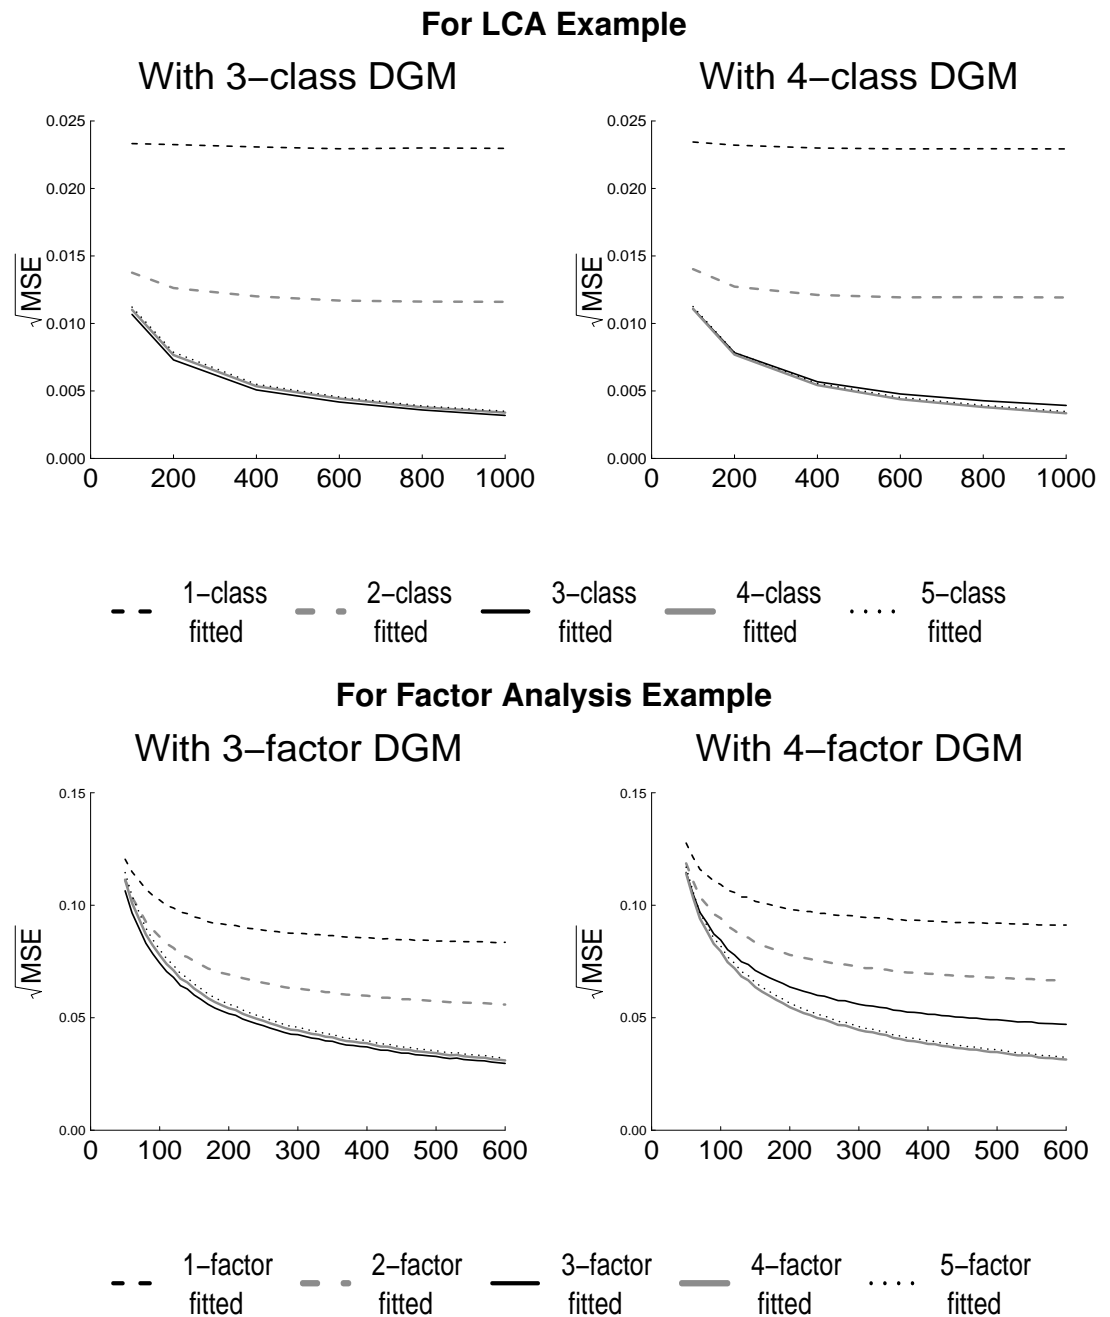 For LCA Example
With 3−class DGM
With 4−class DGM
0.025
0.020
0.015
0.010
0.005
0.000
√MSE
0 200 400 600 800 1000
0.025
0.020
0.015
0.010
0.005
0.000
√MSE
0 200 400 600 800 1000
1−class fitted
2−class fitted
3−class fitted
4−class fitted
5−class fitted
For Factor Analysis Example
With 3−factor DGM
With 4−factor DGM
0.15
0.10
0.05
0.00
√MSE
0 100 200 300 400 500 600
0.15
0.10
0.05
0.00
√MSE
0 100 200 300 400 500 600
1−factor fitted
2−factor fitted
3−factor fitted
4−factor fitted
5−factor fitted